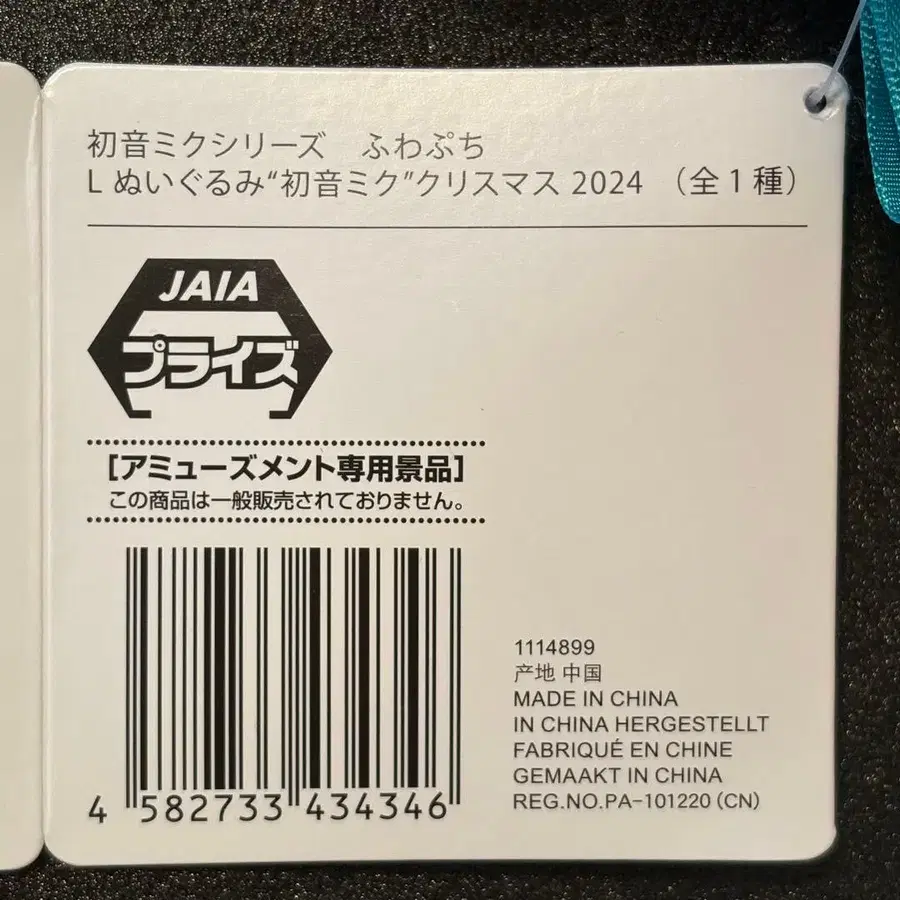 初音ミクシリーズ　ふわぷち
L ぬいぐるみ“初音ミク”クリスマス 2024　（全1種）
JAIA
プライズ
［アミューズメント専用景品］
この商品は一般販売されておりません。
4 582733 434346
1114899
产地 中国
MADE IN CHINA
IN CHINA HERGESTELLT
FABRIQUÉ EN CHINE
GEMAAKT IN CHINA
REG.NO.PA-101220 (CN)